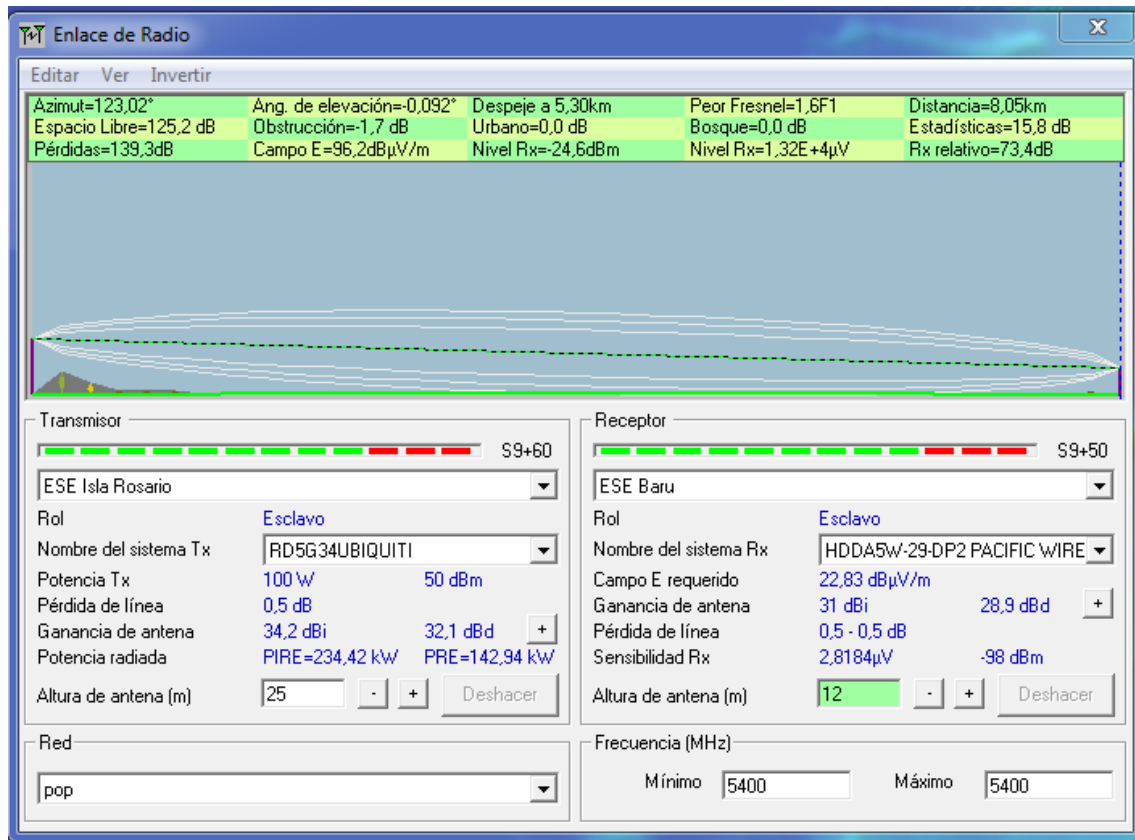 Enlace de Radio
Editar Ver Invertir
Azimut=123,02° Ang. de elevación=-0,092° Despeje a 5,30km Peor Fresnel=1,6F1 Distancia=8,05km
Espacio Libre=125,2 dB Obstrucción=-1,7 dB Urbano=0,0 dB Bosque=0,0 dB Estadísticas=15,8 dB
Pérdidas=139,3dB Campo E=96,2dBµV/m Nivel Rx=-24,6dBm Nivel Rx=1,32E+4µV Rx relativo=73,4dB
Transmisor
S9+60
ESE Isla Rosario
Rol Esclavo
Nombre del sistema Tx RD5G34UBIQUITI
Potencia Tx 100 W 50 dBm
Pérdida de línea 0,5 dB
Ganancia de antena 34,2 dBi 32,1 dBd +
Potencia radiada PIRE=234,42 kW PRE=142,94 kW
Altura de antena (m) 25 - + Deshacer
Receptor
S9+50
ESE Baru
Rol Esclavo
Nombre del sistema Rx HDDA5W-29-DP2 PACIFIC WIRE
Campo E requerido 22,83 dBµV/m
Ganancia de antena 31 dBi 28,9 dBd +
Pérdida de línea 0,5 - 0,5 dB
Sensibilidad Rx 2,8184µV -98 dBm
Altura de antena (m) 12 - + Deshacer
Red
pop
Frecuencia (MHz)
Mínimo 5400 Máximo 5400